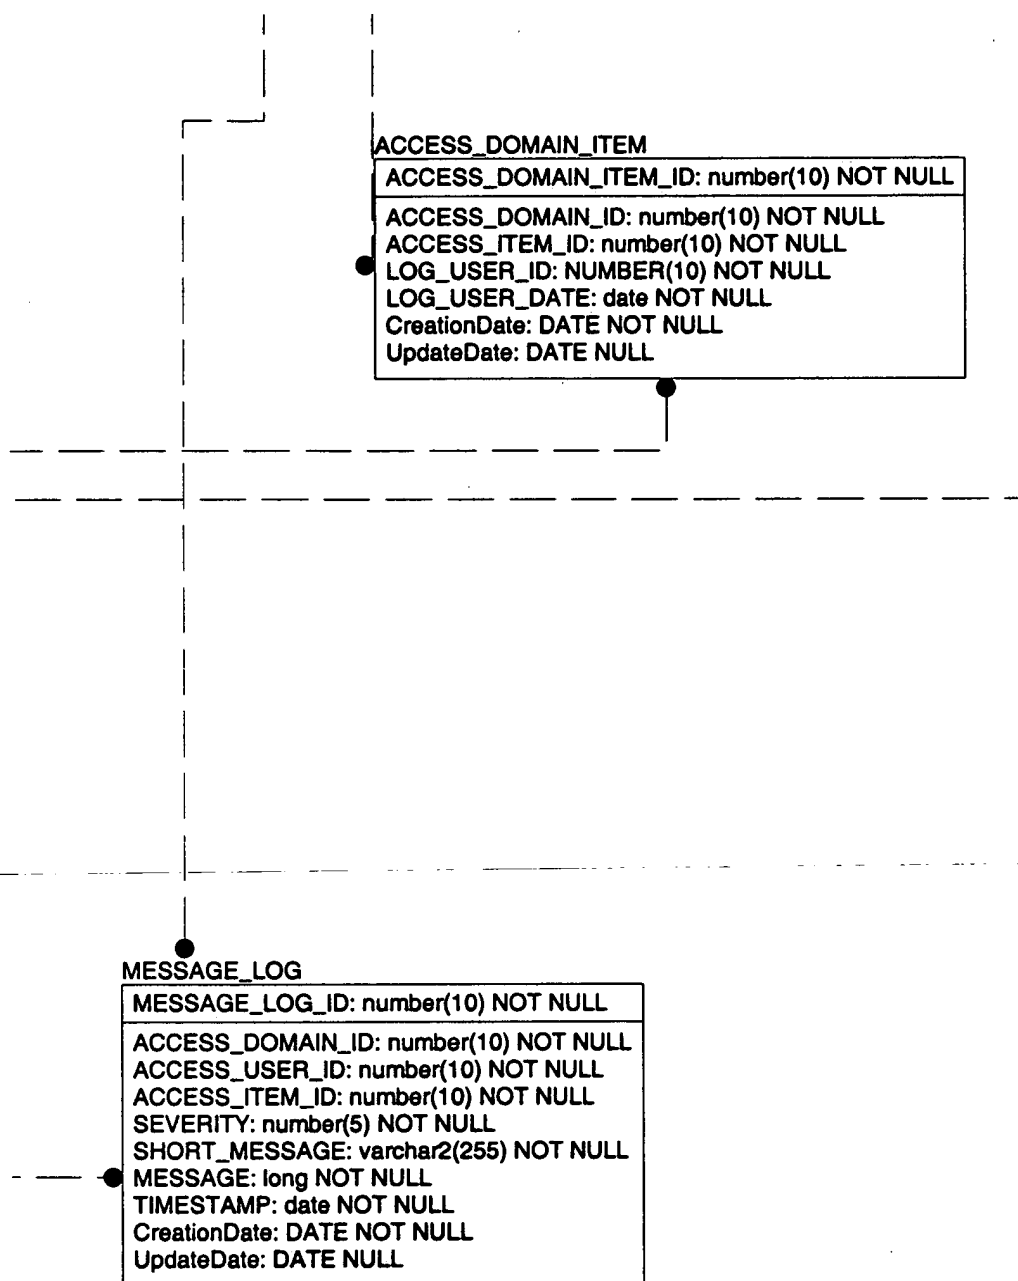 ACCESS_DOMAIN_ITEM
ACCESS_DOMAIN_ITEM_ID: number(10) NOT NULL
ACCESS_DOMAIN_ID: number(10) NOT NULL
ACCESS_ITEM_ID: number(10) NOT NULL
LOG_USER_ID: NUMBER(10) NOT NULL
LOG_USER_DATE: date NOT NULL
CreationDate: DATE NOT NULL
UpdateDate: DATE NULL
MESSAGE_LOG
MESSAGE_LOG_ID: number(10) NOT NULL
ACCESS_DOMAIN_ID: number(10) NOT NULL
ACCESS_USER_ID: number(10) NOT NULL
ACCESS_ITEM_ID: number(10) NOT NULL
SEVERITY: number(5) NOT NULL
SHORT_MESSAGE: varchar2(255) NOT NULL
MESSAGE: long NOT NULL
TIMESTAMP: date NOT NULL
CreationDate: DATE NOT NULL
UpdateDate: DATE NULL